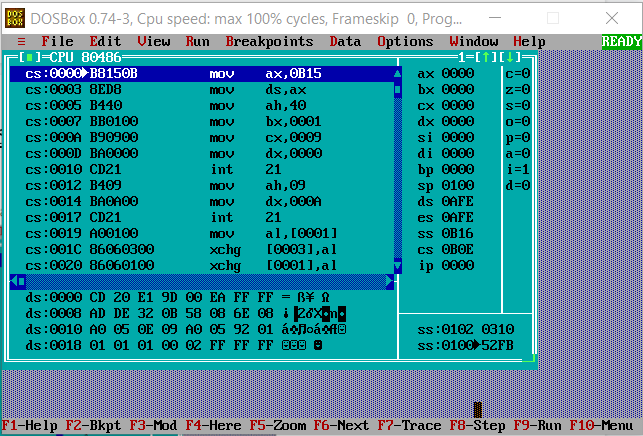 DOS BOX DOSBox 0.74-3, Cpu speed: max 100% cycles, Frameskip 0, Prog...
≡ File Edit View Run Breakpoints Data Options Window Help READY
[■]=CPU 80486 1=[↑][↓]
cs:0000►B8150B mov ax,0B15 ax 0000 c=0
cs:0003 8ED8 mov ds,ax bx 0000 z=0
cs:0005 B440 mov ah,40 cx 0000 s=0
cs:0007 BB0100 mov bx,0001 dx 0000 o=0
cs:000A B90900 mov cx,0009 si 0000 p=0
cs:000D BA0000 mov dx,0000 di 0000 a=0
cs:0010 CD21 int 21 bp 0000 i=1
cs:0012 B409 mov ah,09 sp 0100 d=0
cs:0014 BA0A00 mov dx,000A ds 0AFE
cs:0017 CD21 int 21 es 0AFE
cs:0019 A00100 mov al,[0001] ss 0B16
cs:001C 86060300 xchg [0003],al cs 0B0E
cs:0020 86060100 xchg [0001],al ip 0000
ds:0000 CD 20 E1 9D 00 EA FF FF = ß¥ Ω
ds:0008 AD DE 32 0B 58 08 6E 08
ds:0010 A0 05 0E 09 A0 05 92 01 ss:0102 0310
ds:0018 01 01 01 00 02 FF FF FF ss:0100►52FB
F1-Help F2-Bkpt F3-Mod F4-Here F5-Zoom F6-Next F7-Trace F8-Step F9-Run F10-Menu